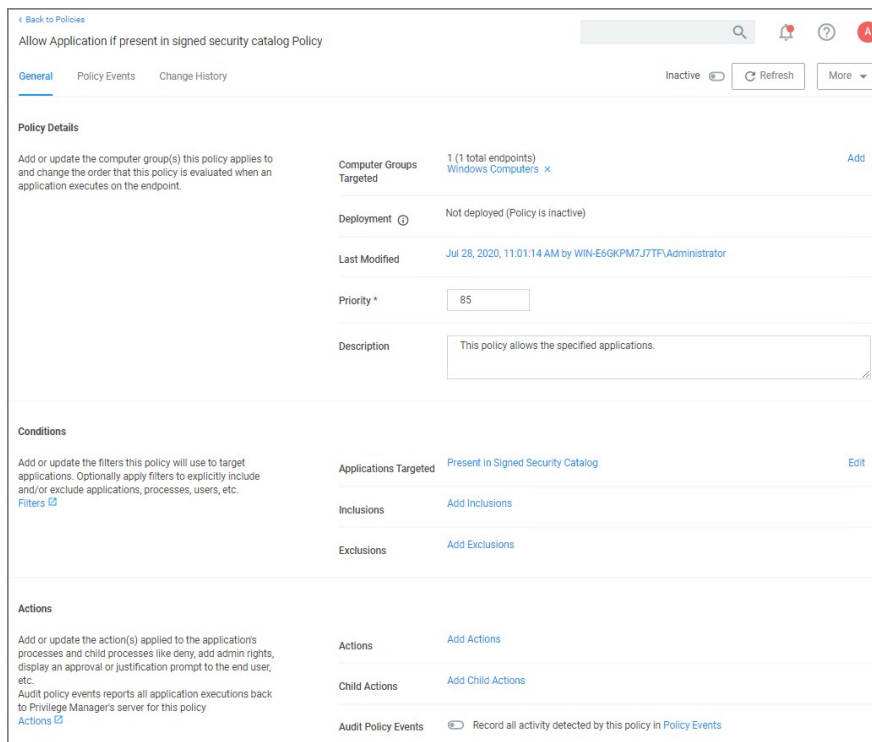 ‹ Back to Policies
Allow Application if present in signed security catalog Policy
A
General Policy Events Change History Inactive Refresh More
Policy Details
Add or update the computer group(s) this policy applies to
and change the order that this policy is evaluated when an
application executes on the endpoint.
Computer Groups
Targeted
1 (1 total endpoints)
Windows Computers ×
Add
Deployment
Not deployed (Policy is inactive)
Last Modified
Jul 28, 2020, 11:01:14 AM by WIN-E6GKPM7J7TF\Administrator
Priority *
85
Description
This policy allows the specified applications.
Conditions
Add or update the filters this policy will use to target
applications. Optionally apply filters to explicitly include
and/or exclude applications, processes, users, etc.
Filters
Applications Targeted
Present in Signed Security Catalog
Edit
Inclusions
Add Inclusions
Exclusions
Add Exclusions
Actions
Add or update the action(s) applied to the application's
processes and child processes like deny, add admin rights,
display an approval or justification prompt to the end user,
etc.
Audit policy events reports all application executions back
to Privilege Manager's server for this policy
Actions
Actions
Add Actions
Child Actions
Add Child Actions
Audit Policy Events
Record all activity detected by this policy in Policy Events